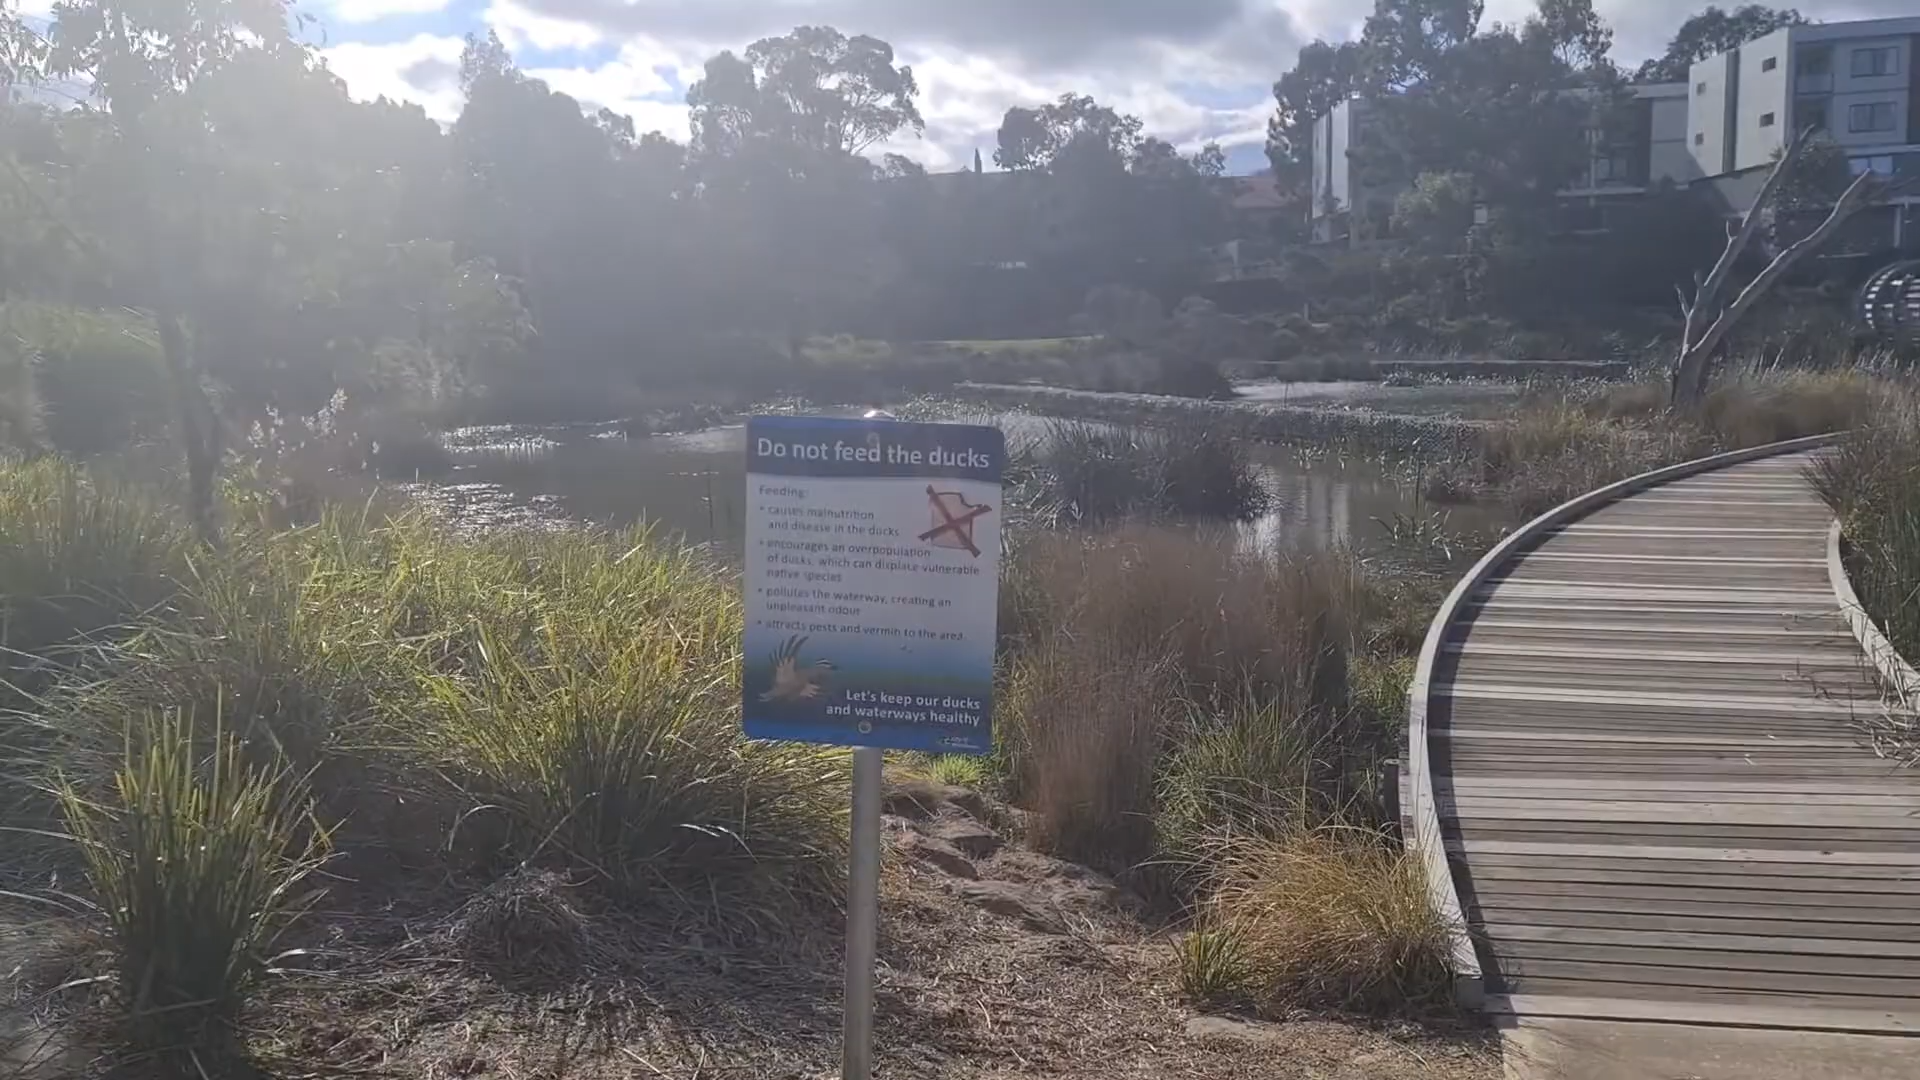 Do not feed the ducks
Feeding:
• causes malnutrition
and disease in the ducks
• encourages an overpopulation
of ducks, which can displace vulnerable
native species
• pollutes the waterway, creating an
unpleasant odour
• attracts pests and vermin to the area.
Let's keep our ducks
and waterways healthy